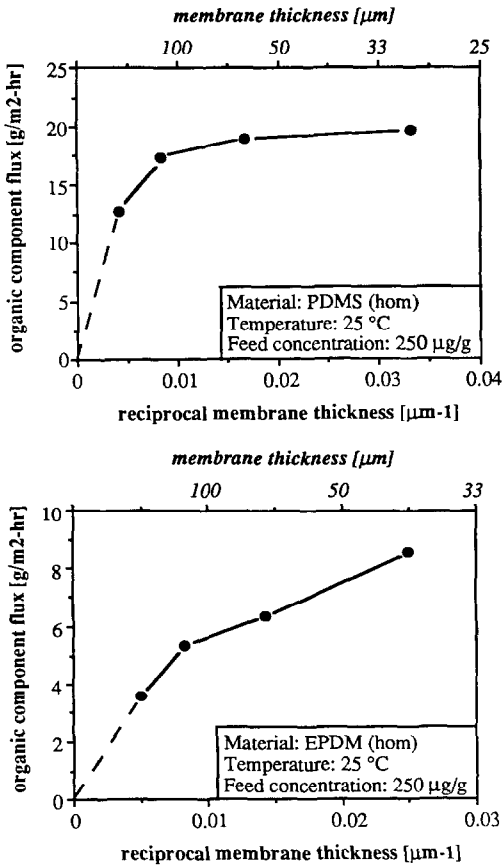 membrane thickness [µm]
100 50 33 25
organic component flux [g/m2-hr]
25
20
15
10
5
0
Material: PDMS (hom)
Temperature: 25 °C
Feed concentration: 250 µg/g
0 0.01 0.02 0.03 0.04
reciprocal membrane thickness [µm-1]
membrane thickness [µm]
100 50 33
organic component flux [g/m2-hr]
10
8
6
4
2
0
Material: EPDM (hom)
Temperature: 25 °C
Feed concentration: 250 µg/g
0 0.01 0.02 0.03
reciprocal membrane thickness [µm-1]